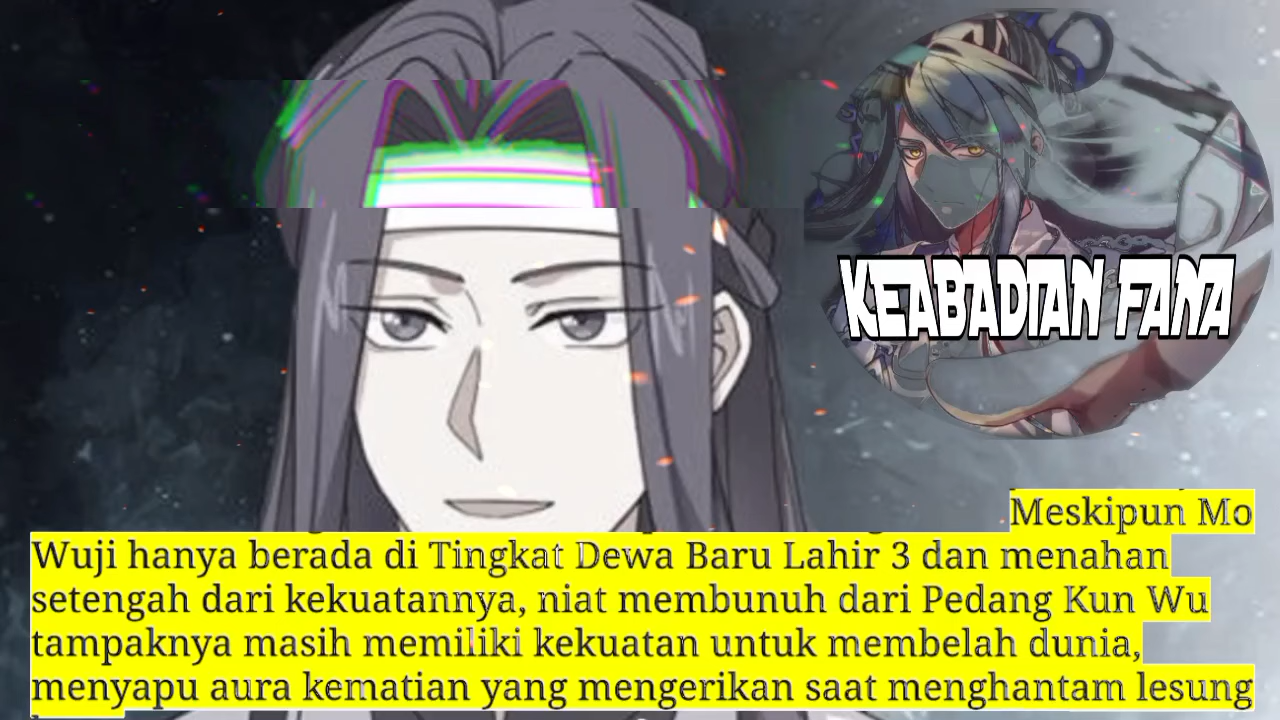 KEABADIAN FANA
Meskipun Mo
Wuji hanya berada di Tingkat Dewa Baru Lahir 3 dan menahan
setengah dari kekuatannya, niat membunuh dari Pedang Kun Wu
tampaknya masih memiliki kekuatan untuk membelah dunia,
menyapu aura kematian yang mengerikan saat menghantam lesung